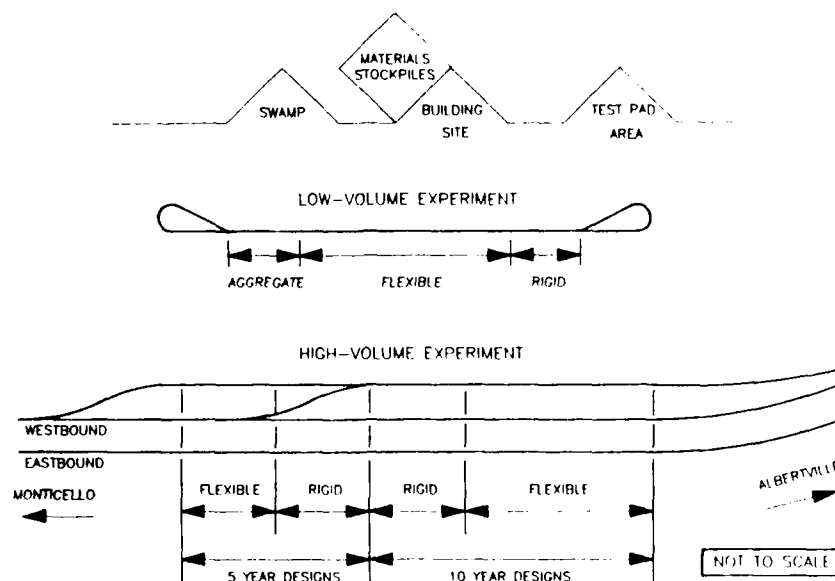 MATERIALS
STOCKPILES
SWAMP
BUILDING
SITE
TEST PAD
AREA
LOW-VOLUME EXPERIMENT
AGGREGATE
FLEXIBLE
RIGID
HIGH-VOLUME EXPERIMENT
WESTBOUND
EASTBOUND
MONTICELLO
FLEXIBLE
RIGID
RIGID
FLEXIBLE
ALBERTVILLE
5 YEAR DESIGNS
10 YEAR DESIGNS
NOT TO SCALE